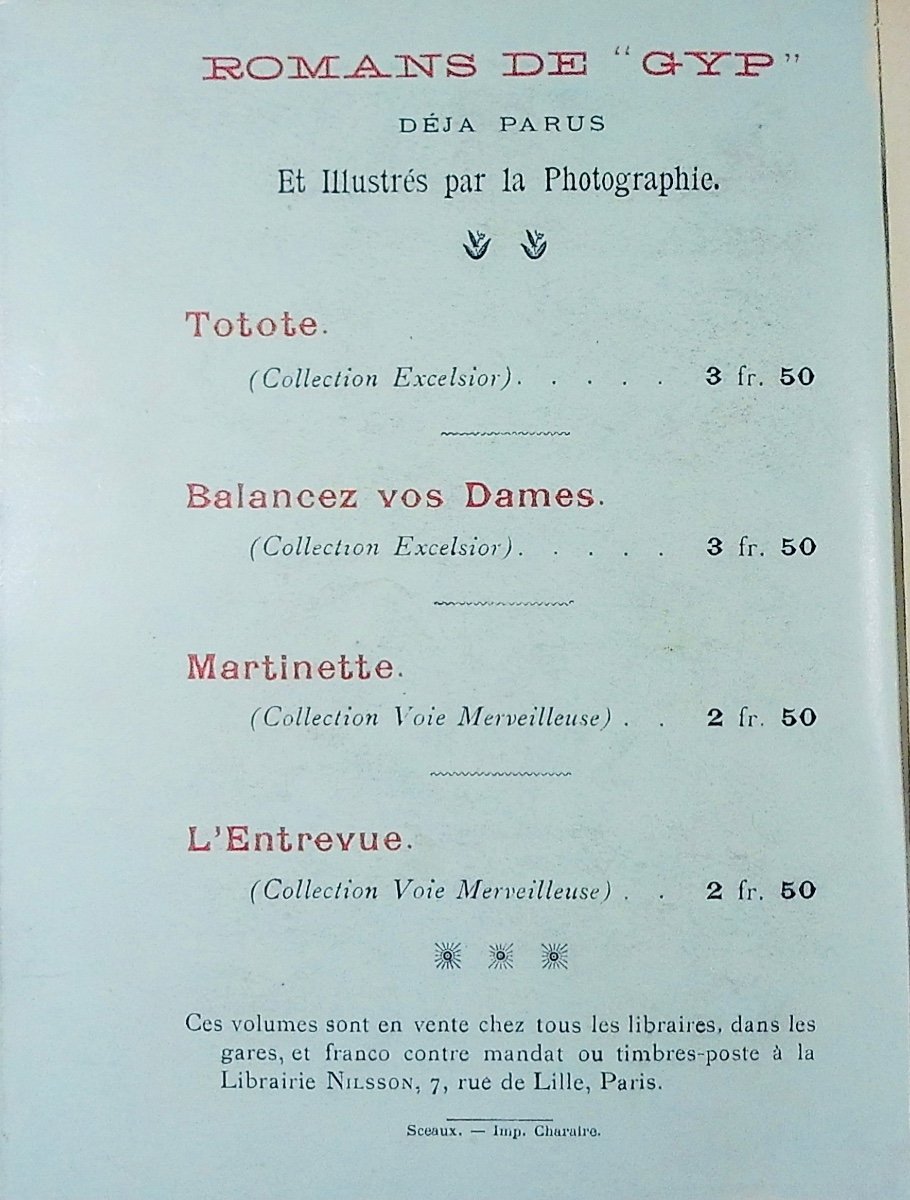 ROMANS DE “GYP”
DÉJA PARUS
Et Illustrés par la Photographie.
Totote.
(Collection Excelsior). . . . . 3 fr. 50
Balancez vos Dames.
(Collection Excelsior). . . . . 3 fr. 50
Martinette.
(Collection Voie Merveilleuse) . . 2 fr. 50
L'Entrevue.
(Collection Voie Merveilleuse) . . 2 fr. 50
Ces volumes sont en vente chez tous les libraires, dans les
gares, et franco contre mandat ou timbres-poste à la
Librairie NILSSON, 7, rue de Lille, Paris.
Sceaux. — Imp. Charaire.